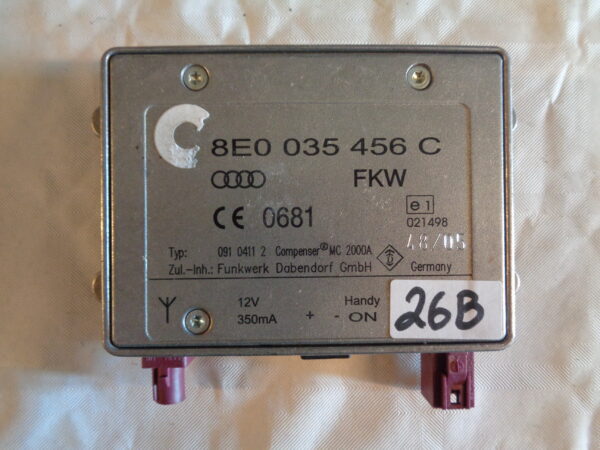 C
8E0 035 456 C
FKW
CE 0681
e1
021498
48/05
Typ: 091 0411 2 Compenser® MC 2000A
Zul.-Inh.: Funkwerk Dabendorf GmbH
Germany
12V Handy
350mA + - ON
26B